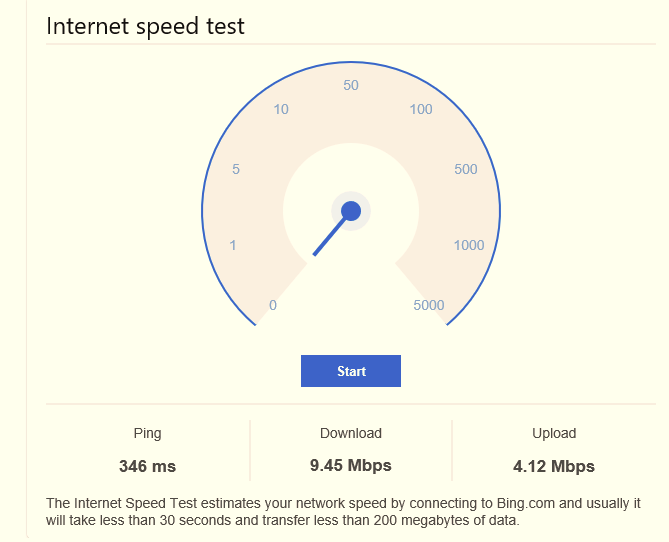 Internet speed test
50
10
100
5
500
1
1000
0
5000
Start
Ping
Download
Upload
346 ms
9.45 Mbps
4.12 Mbps
The Internet Speed Test estimates your network speed by connecting to Bing.com and usually it
will take less than 30 seconds and transfer less than 200 megabytes of data.